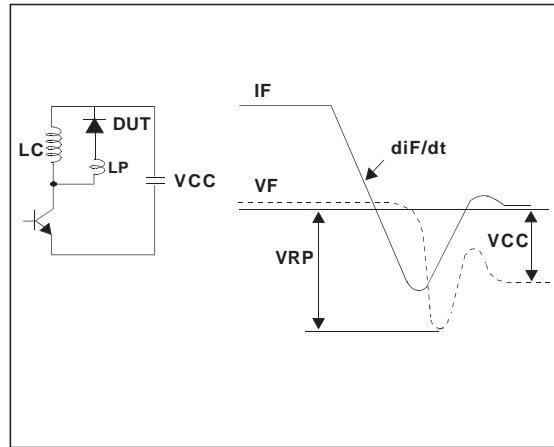 DUT
LC
LP
VCC
IF
diF/dt
VF
VRP
VCC